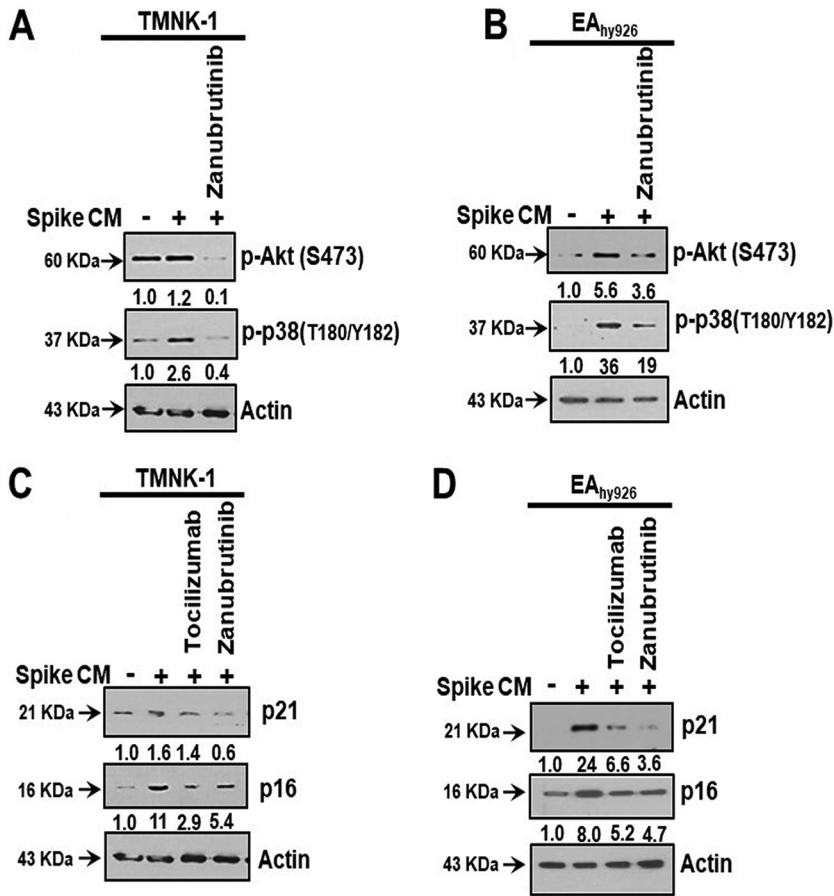 A
TMNK-1
Zanubrutinib
Spike CM - + +
60 KDa p-Akt (S473)
1.0 1.2 0.1
37 KDa p-p38(T180/Y182)
1.0 2.6 0.4
43 KDa Actin
B
EAhy926
Zanubrutinib
Spike CM - + +
60 KDa p-Akt (S473)
1.0 5.6 3.6
37 KDa p-p38(T180/Y182)
1.0 36 19
43 KDa Actin
C
TMNK-1
Tocilizumab
Zanubrutinib
Spike CM - + + +
21 KDa p21
1.0 1.6 1.4 0.6
16 KDa p16
1.0 11 2.9 5.4
43 KDa Actin
D
EAhy926
Tocilizumab
Zanubrutinib
Spike CM - + + +
21 KDa p21
1.0 24 6.6 3.6
16 KDa p16
1.0 8.0 5.2 4.7
43 KDa Actin